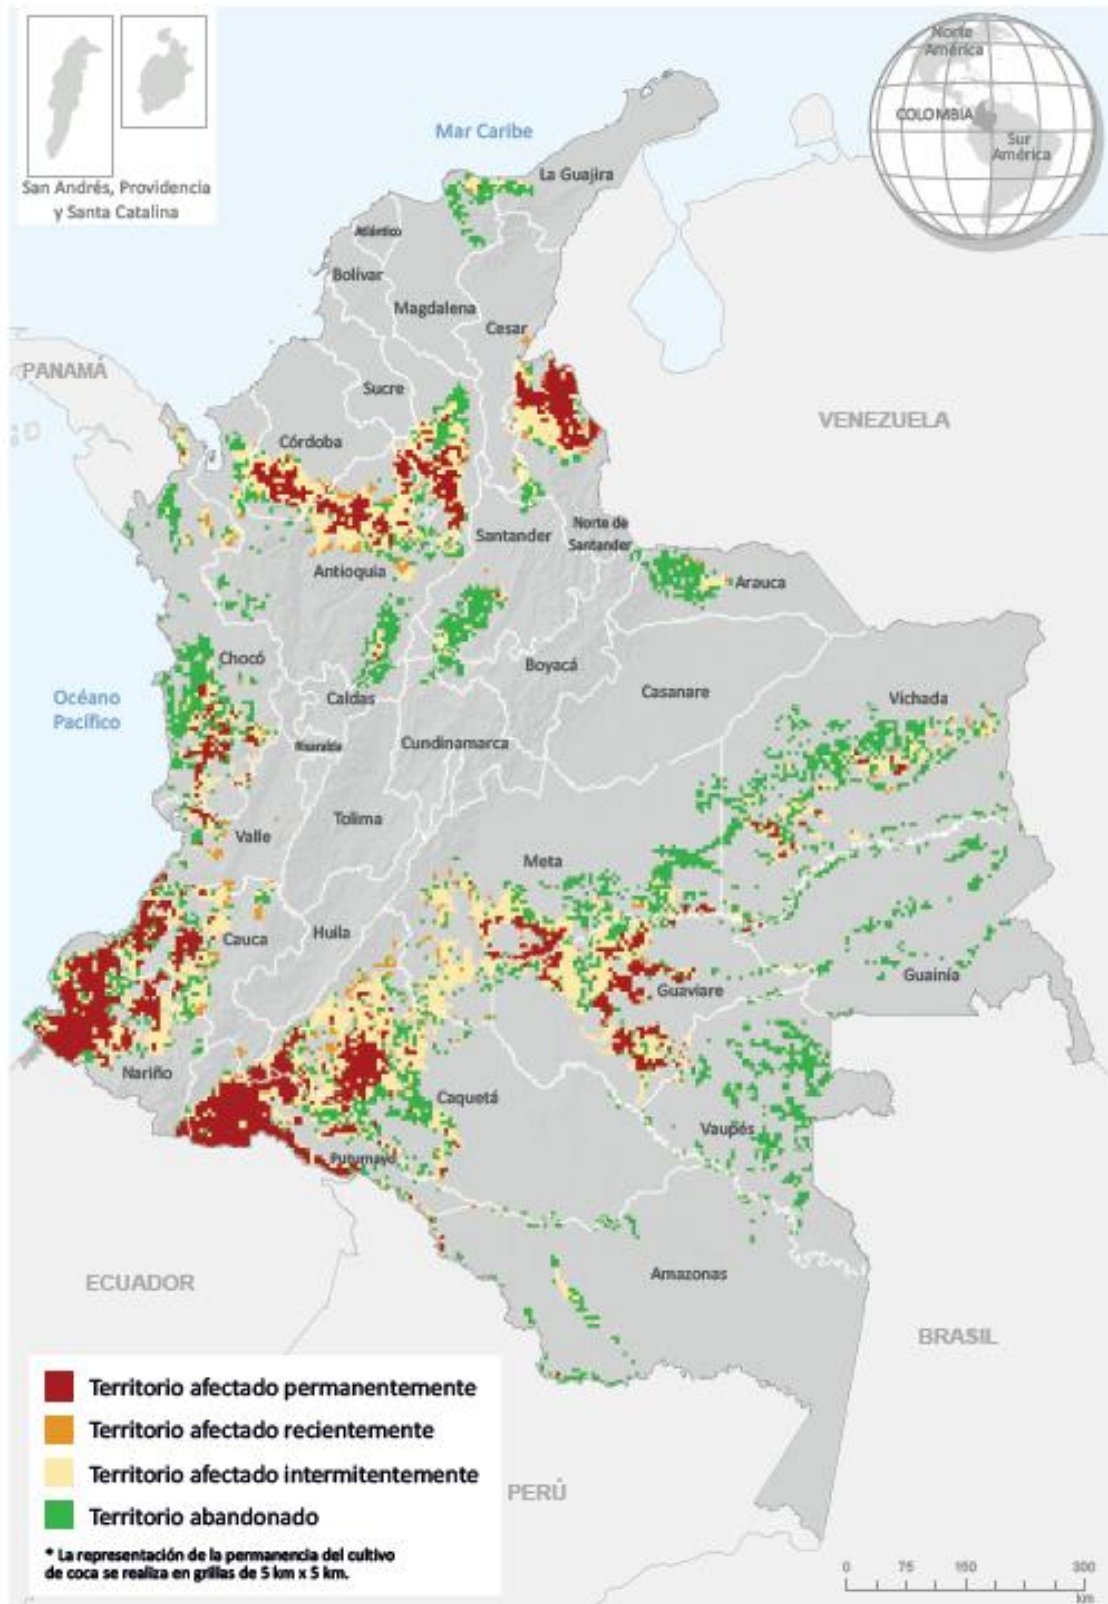 San Andrés, Providencia
y Santa Catalina
Norte
América
COLOMBIA
Sur
América
Mar Caribe
La Guajira
Atlántico
Bolívar
Magdalena
Cesar
PANAMÁ
Sucre
VENEZUELA
Córdoba
Santander
Norte de
Santander
Antioquia
Arauca
Chocó
Boyacá
Casanare
Océano
Pacífico
Caldas
Vichada
Risaralda
Cundinamarca
Tolima
Valle
Meta
Cauca
Huila
Guainía
Guaviare
Nariño
Caquetá
Vaupés
Putumayo
Amazonas
ECUADOR
BRASIL
PERÚ
Territorio afectado permanentemente
Territorio afectado recientemente
Territorio afectado intermitentemente
Territorio abandonado
* La representación de la permanencia del cultivo
de coca se realiza en grillas de 5 km x 5 km.
0 75 150 300
km